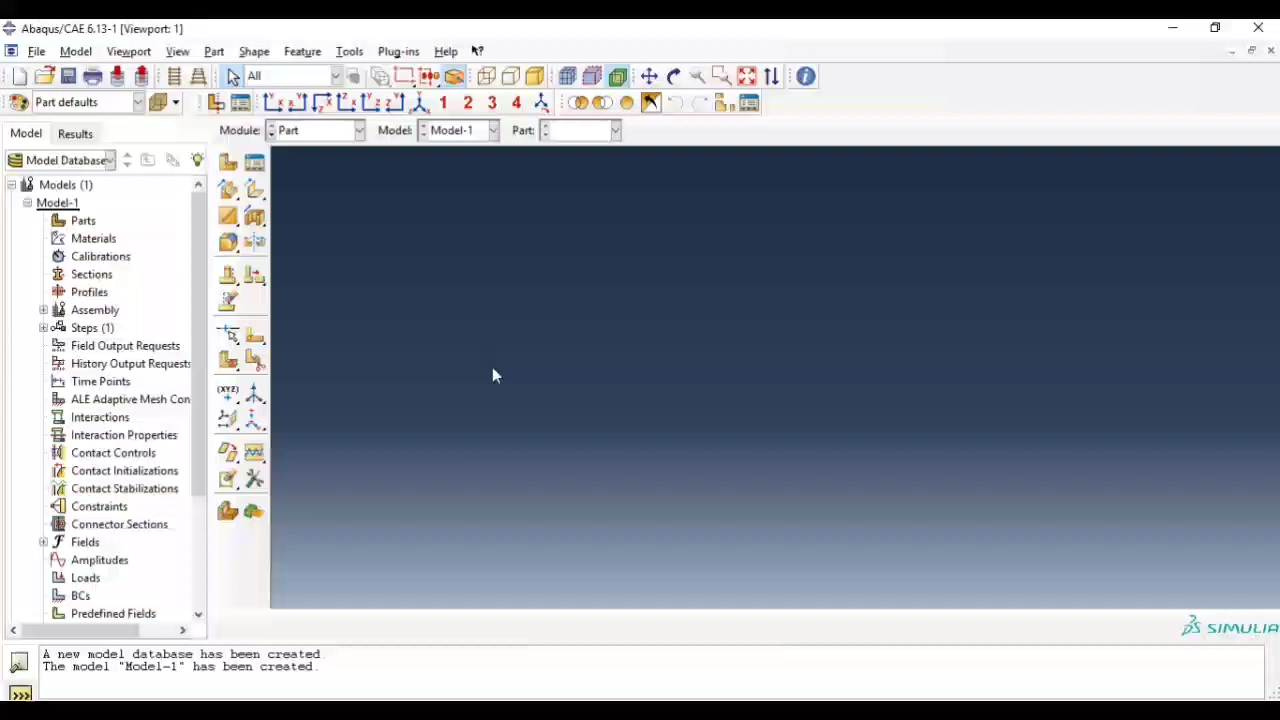 Abaqus/CAE 6.13-1 [Viewport: 1]
File Model Viewport View Part Shape Feature Tools Plug-ins Help
All
Part defaults 1 2 3 4
Model Results Module: Part Model: Model-1 Part:
Model Database
Models (1)
Model-1
Parts
Materials
Calibrations
Sections
Profiles
Assembly
Steps (1)
Field Output Requests
History Output Requests
Time Points
ALE Adaptive Mesh Con
Interactions
Interaction Properties
Contact Controls
Contact Initializations
Contact Stabilizations
Constraints
Connector Sections
Fields
Amplitudes
Loads
BCs
Predefined Fields
(XYZ)
SIMULIA
A new model database has been created.
The model "Model-1" has been created.
>>>